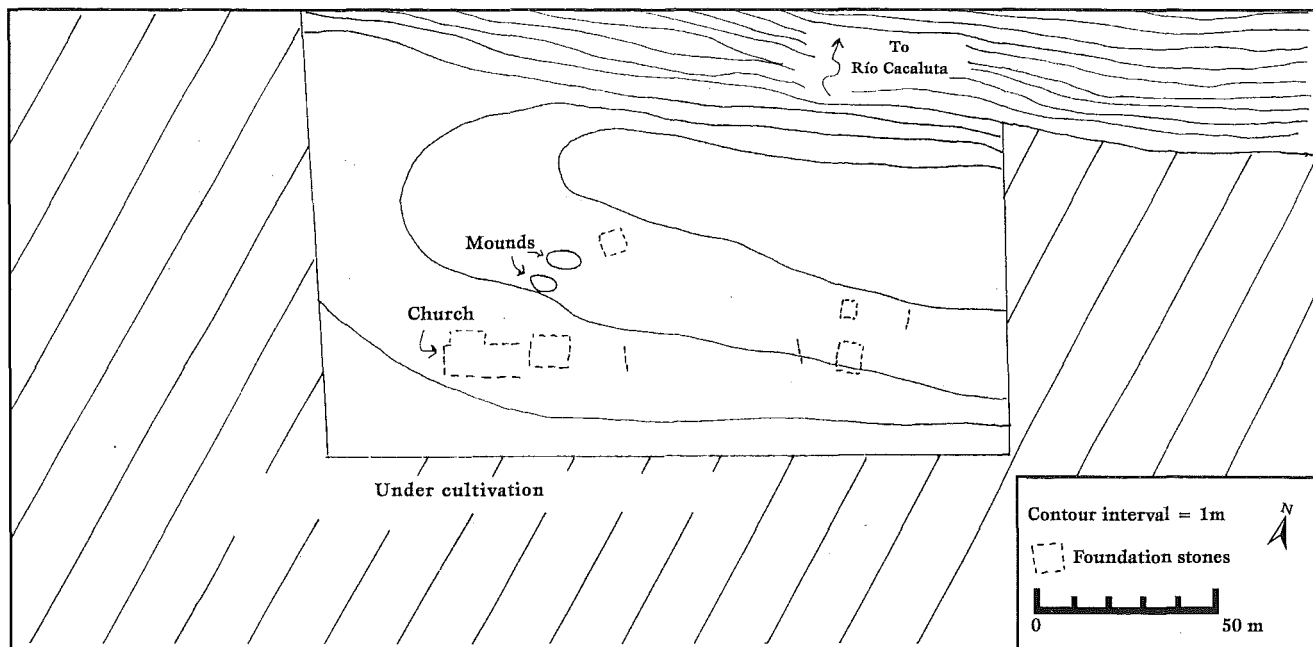 To
Río Cacaluta
Mounds
Church
Under cultivation
Contour interval = 1m
N
Foundation stones
0 50 m